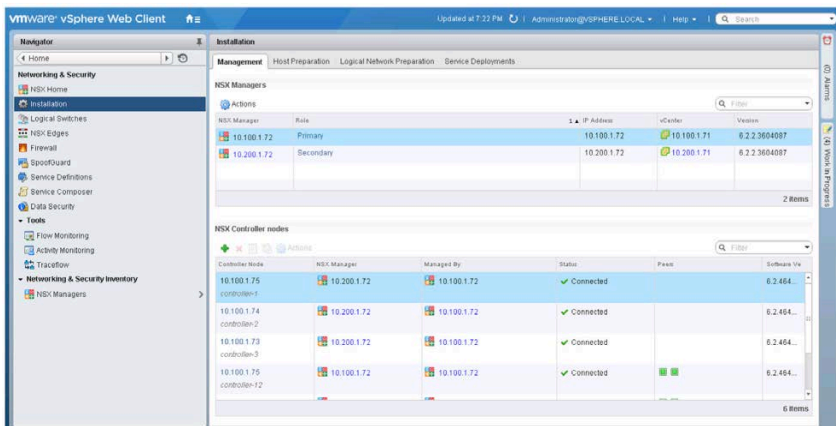 vmware® vSphere Web Client
Updated at 7:22 PM
Administrator@VSPHERE.LOCAL
Help
Search
Navigator
Home
Networking & Security
NSX Home
Installation
Logical Switches
NSX Edges
Firewall
SpoofGuard
Service Definitions
Service Composer
Data Security
Tools
Flow Monitoring
Activity Monitoring
Traceflow
Networking & Security Inventory
NSX Managers
Installation
Management Host Preparation Logical Network Preparation Service Deployments
NSX Managers
Actions
Filter
NSX Manager Role 1 IP Address vCenter Version
10.100.1.72 Primary 10.100.1.72 10.100.1.71 6.2.2.3604087
10.200.1.72 Secondary 10.200.1.72 10.200.1.71 6.2.2.3604087
2 items
NSX Controller nodes
Actions
Filter
Controller Node NSX Manager Managed By Status Peers Software Ve
10.100.1.75 10.200.1.72 10.100.1.72 Connected 6.2.464...
controller-1
10.100.1.74 10.200.1.72 10.100.1.72 Connected 6.2.464...
controller-2
10.100.1.73 10.200.1.72 10.100.1.72 Connected 6.2.464...
controller-3
10.100.1.75 10.100.1.72 10.100.1.72 Connected 6.2.464...
controller-12
6 items
(0) Alarms
(4) Work In Progress